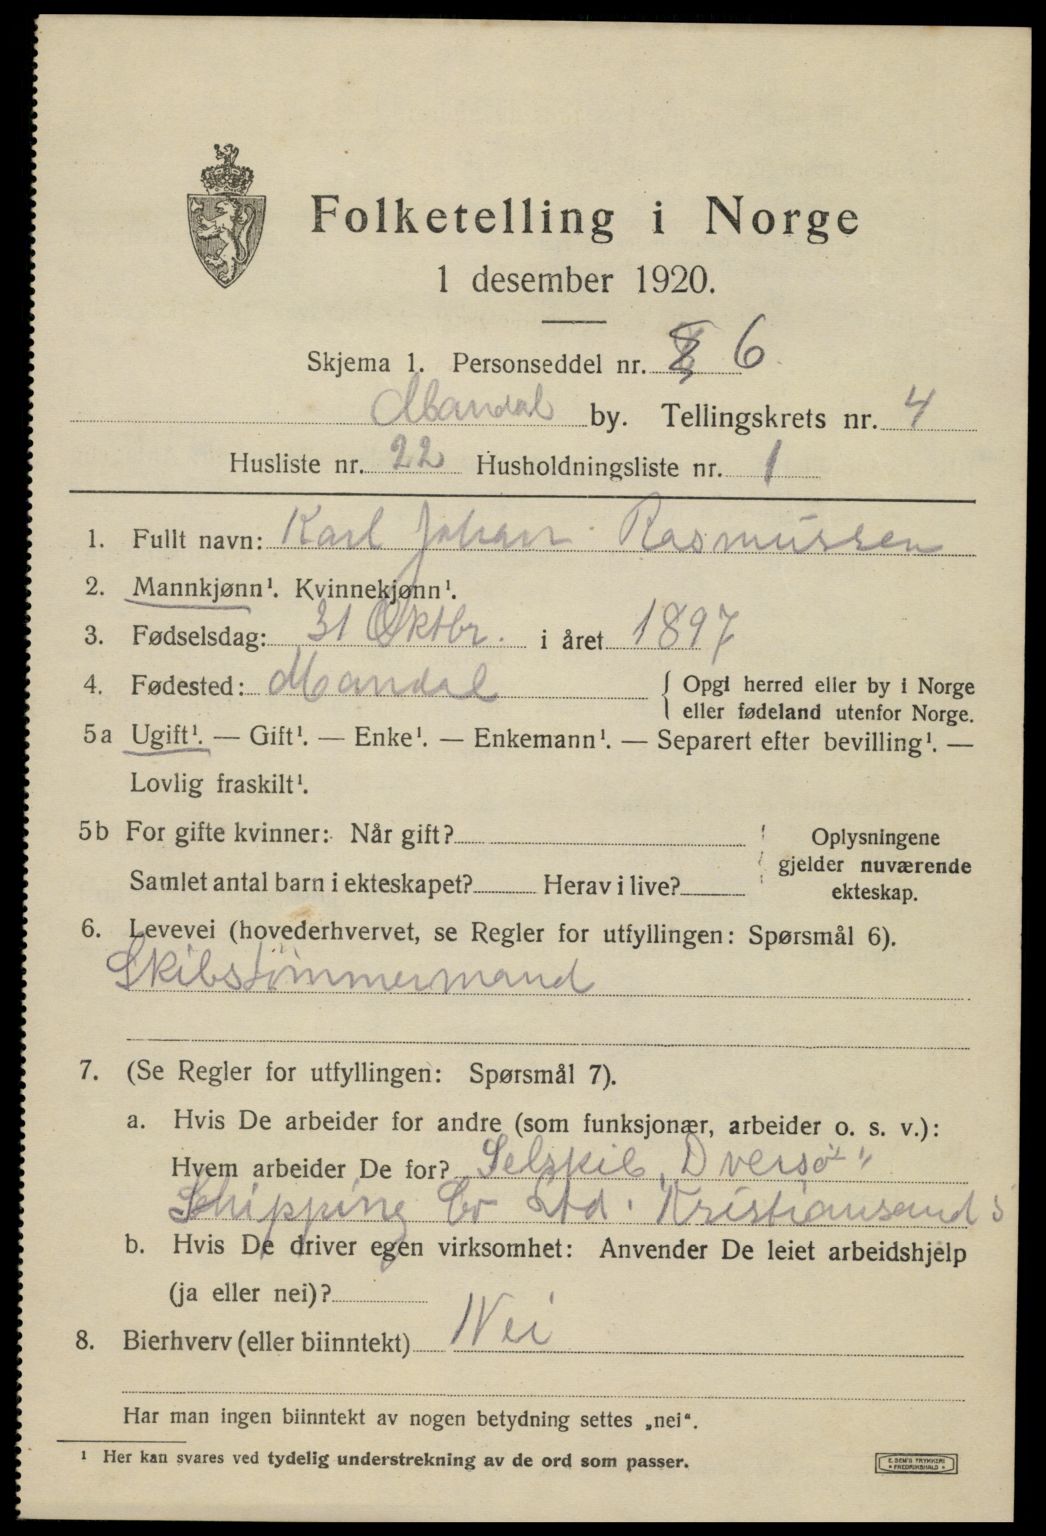 Folketelling i Norge
1 desember 1920.
Skjema 1. Personseddel nr. 6
Mandal by. Tellingskrets nr. 4
Husliste nr. 22 Husholdningsliste nr. 1
1. Fullt navn: Karl Johan Rasmussen
2. Mannkjønn¹. Kvinnekjønn¹.
3. Fødselsdag: 31 Oktbr. i året 1897
4. Fødested: Mandal { Opgi herred eller by i Norge
eller fødeland utenfor Norge.
5a Ugift¹. — Gift¹. — Enke¹. — Enkemann¹. — Separert efter bevilling¹. —
Lovlig fraskilt¹.
5b For gifte kvinner: Når gift? Oplysningene
gjelder nuværende
Samlet antal barn i ekteskapet? Herav i live? ekteskap.
6. Levevei (hovederhvervet, se Regler for utfyllingen: Spørsmål 6).
Skibstømmermand
7. (Se Regler for utfyllingen: Spørsmål 7).
a. Hvis De arbeider for andre (som funksjonær, arbeider o. s. v.):
Hvem arbeider De for? "Dversø"
Shipping Co Ltd. Kristiansand S
b. Hvis De driver egen virksomhet: Anvender De leiet arbeidshjelp
(ja eller nei)?
8. Bierhverv (eller biinntekt) Nei
Har man ingen biinntekt av nogen betydning settes „nei“.
¹ Her kan svares ved tydelig understrekning av de ord som passer.
E. SEM'S TRYKKERI
• FREDRIKSHALD •